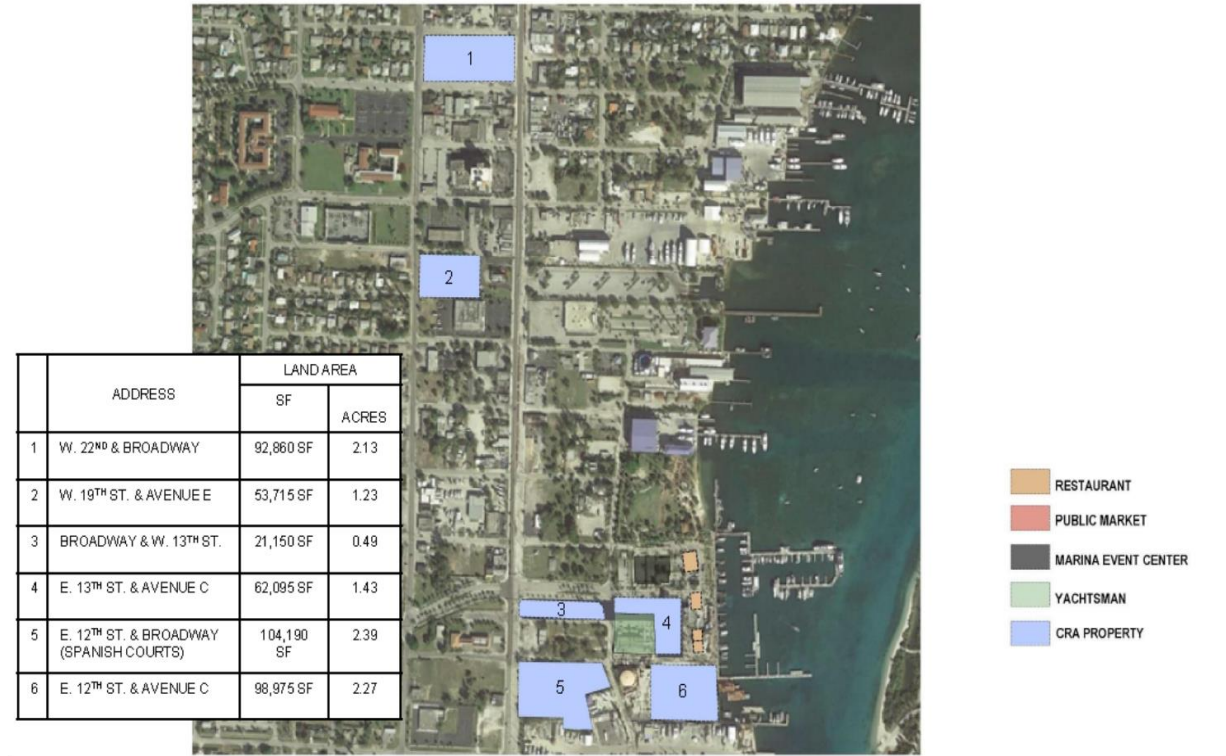 1
2
3
4
5
6
ADDRESS
LAND AREA
SF
ACRES
1 W. 22ND & BROADWAY 92,860 SF 2.13
2 W. 19TH ST. & AVENUE E 53,715 SF 1.23
3 BROADWAY & W. 13TH ST. 21,150 SF 0.49
4 E. 13TH ST. & AVENUE C 62,095 SF 1.43
5 E. 12TH ST. & BROADWAY 104,190 2.39
(SPANISH COURTS) SF
6 E. 12TH ST. & AVENUE C 98,975 SF 2.27
RESTAURANT
PUBLIC MARKET
MARINA EVENT CENTER
YACHTSMAN
CRA PROPERTY